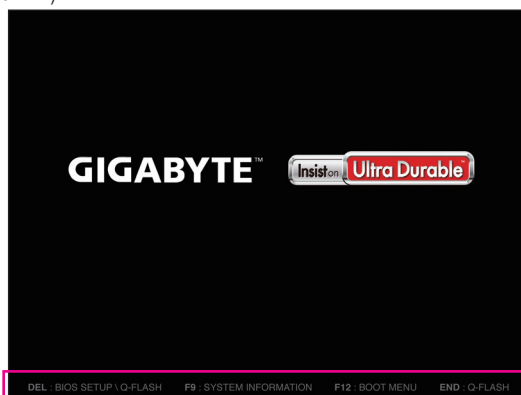 GIGABYTE™ Insist on Ultra Durable™
DEL : BIOS SETUP \ Q-FLASH F9 : SYSTEM INFORMATION F12 : BOOT MENU END : Q-FLASH